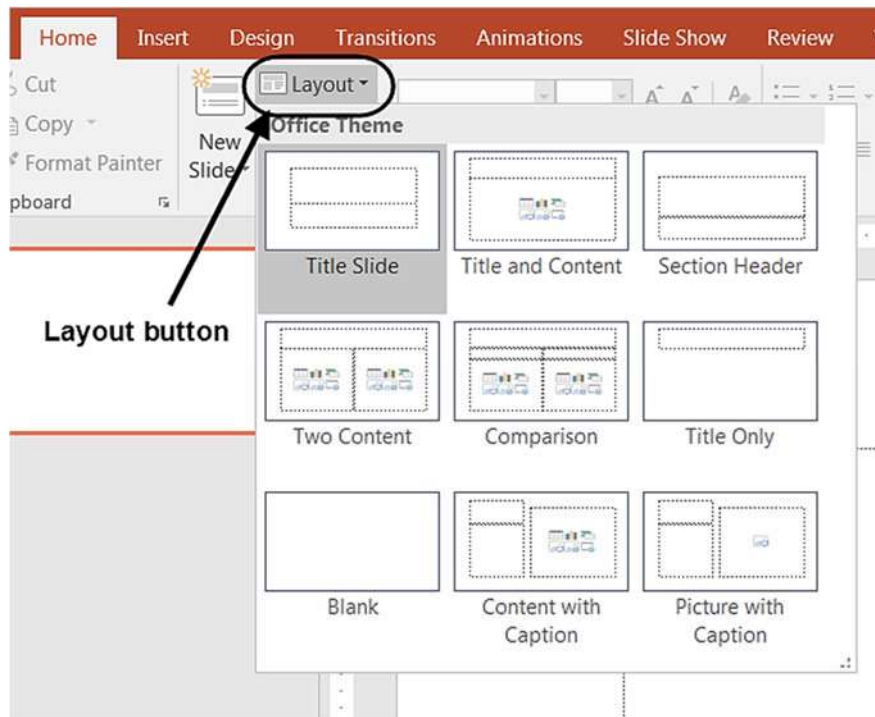 Home Insert Design Transitions Animations Slide Show Review
Cut
Layout
Copy
Office Theme
New
Slide
Format Painter
pboard
Title Slide Title and Content Section Header
Layout button
Two Content Comparison Title Only
Blank Content with Caption Picture with Caption